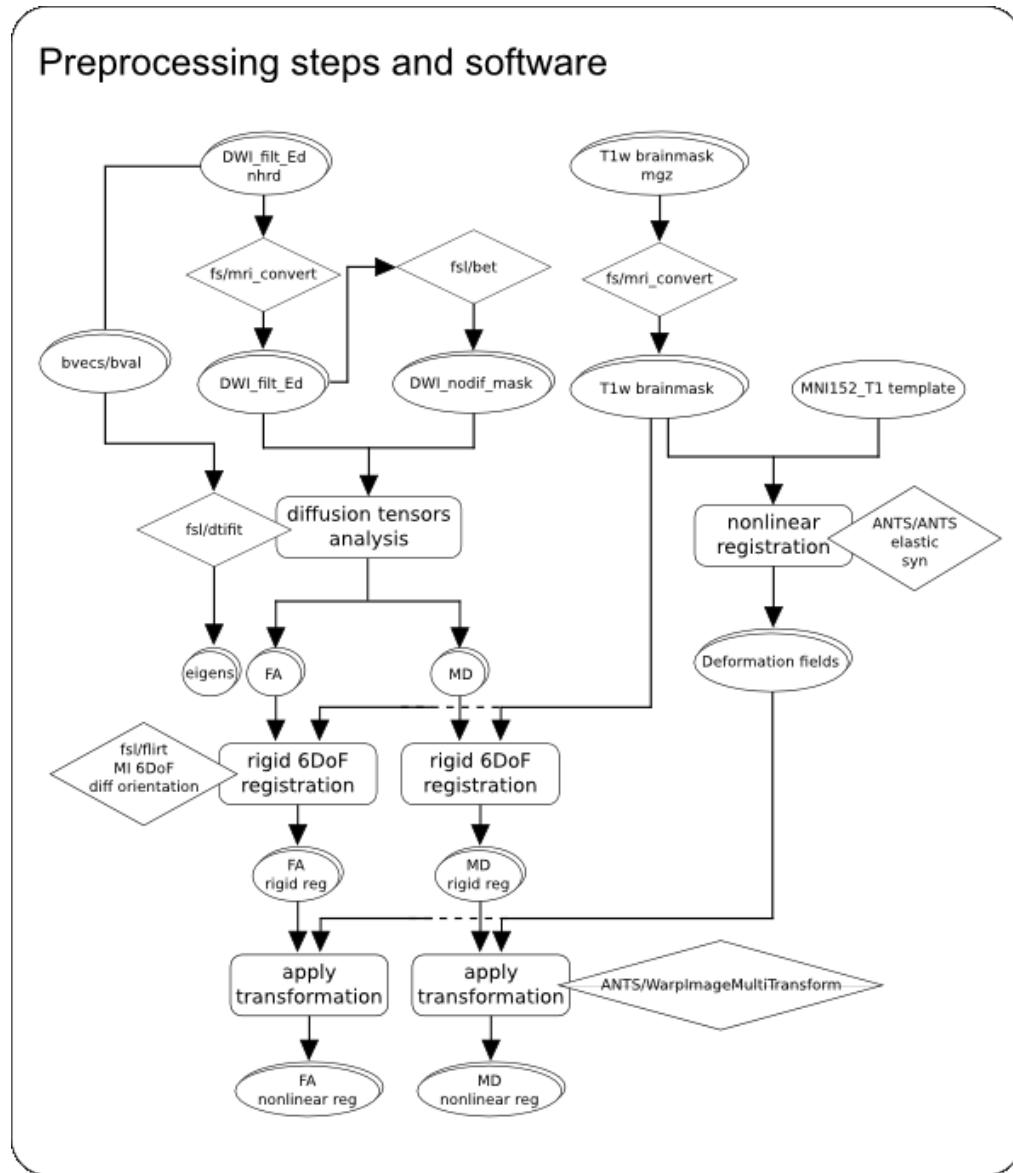 Preprocessing steps and software
DWI_filt_Ed
nhrd
T1w brainmask
mgz
fs/mri_convert
fsl/bet
fs/mri_convert
bvecs/bval
DWI_filt_Ed
DWI_nodif_mask
T1w brainmask
MNI152_T1 template
fsl/dtifit
diffusion tensors
analysis
nonlinear
registration
ANTS/ANTS
elastic
syn
eigens
FA
MD
Deformation fields
fsl/flirt
MI 6DoF
diff orientation
rigid 6DoF
registration
rigid 6DoF
registration
FA
rigid reg
MD
rigid reg
apply
transformation
apply
transformation
ANTS/WarpImageMultiTransform
FA
nonlinear reg
MD
nonlinear reg